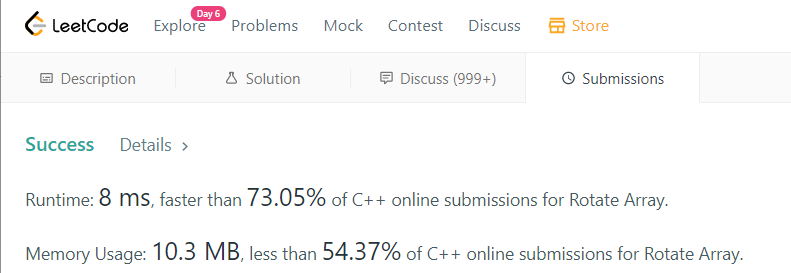 Day 6
LeetCode Explore Problems Mock Contest Discuss Store
Description Solution Discuss (999+) Submissions
Success Details >
Runtime: 8 ms, faster than 73.05% of C++ online submissions for Rotate Array.
Memory Usage: 10.3 MB, less than 54.37% of C++ online submissions for Rotate Array.